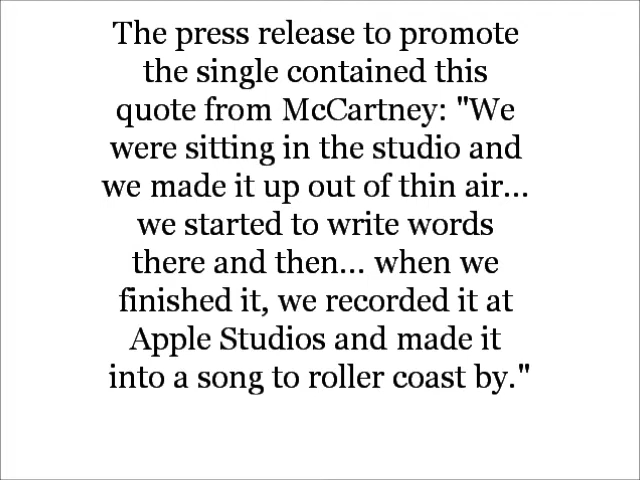 The press release to promote
the single contained this
quote from McCartney: "We
were sitting in the studio and
we made it up out of thin air...
we started to write words
there and then... when we
finished it, we recorded it at
Apple Studios and made it
into a song to roller coast by."